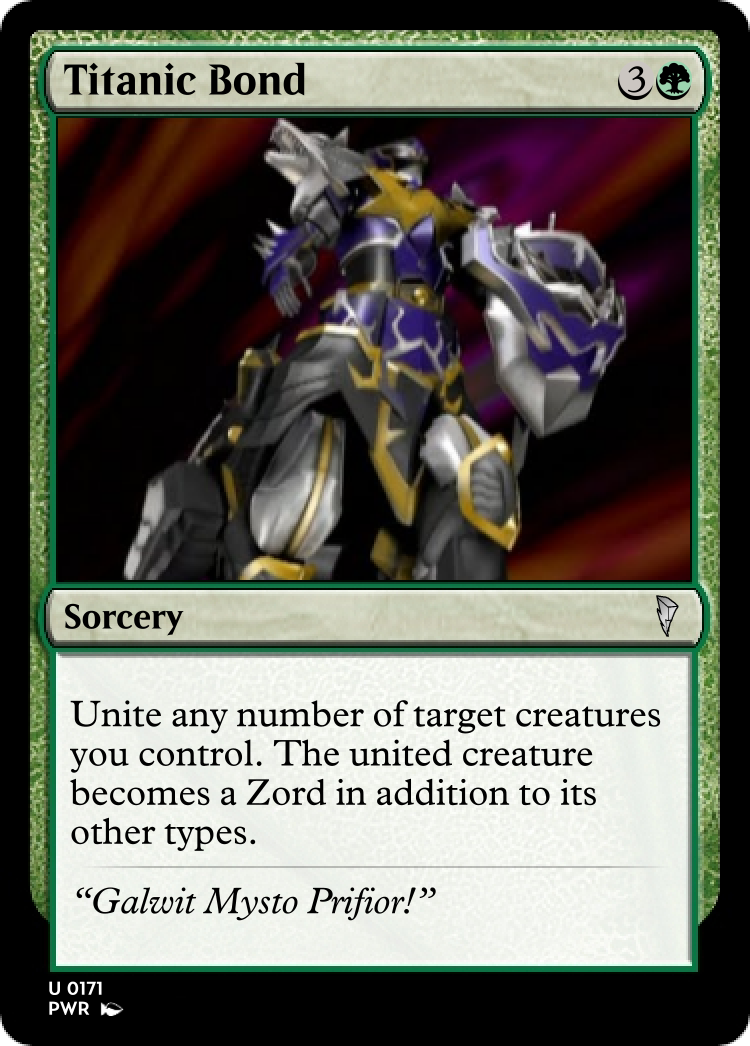 Titanic Bond 3
Sorcery
Unite any number of target creatures
you control. The united creature
becomes a Zord in addition to its
other types.
“Galwit Mysto Prifior!”
U 0171
PWR